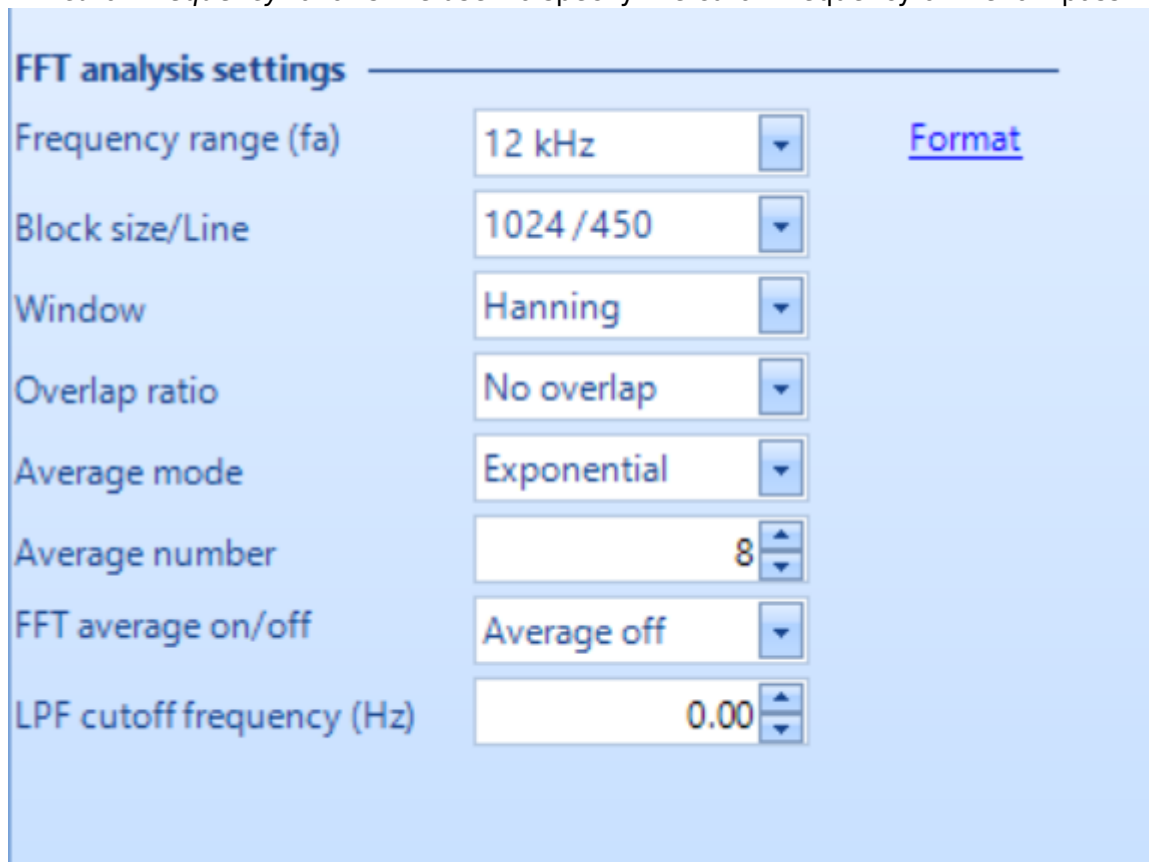 FFT analysis settings
Frequency range (fa) 12 kHz Format
Block size/Line 1024 / 450
Window Hanning
Overlap ratio No overlap
Average mode Exponential
Average number 8
FFT average on/off Average off
LPF cutoff frequency (Hz) 0.00